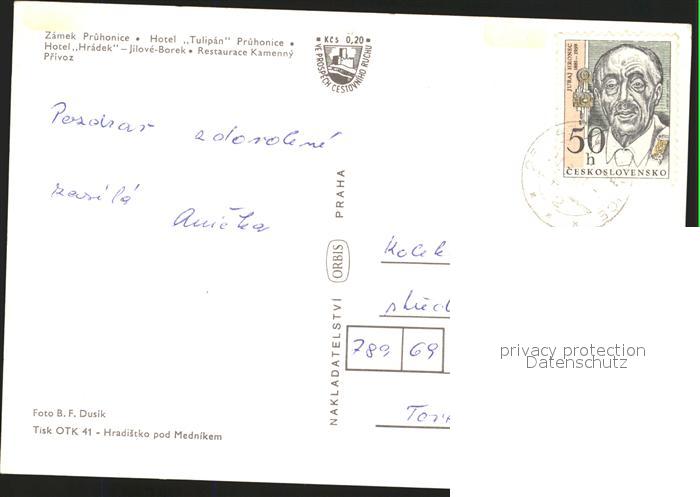 Zámek Průhonice • Hotel „Tulipán” Průhonice •
Hotel „Hrádek” – Jílové-Borek • Restaurace Kamenný
Přívoz
Kčs 0,20
VE PROSPĚCH CESTOVNÍHO RUCHU
JURAJ HRONEC
1881-1959
50
h
ČESKOSLOVENSKO
Pozdrav z dovolené
zasílá
Anička
NAKLADATELSTVÍ ORBIS PRAHA
Kolek
789 69
privacy protection
Datenschutz
Foto B. F. Dusík
Tisk OTK 41 - Hradištko pod Medníkem